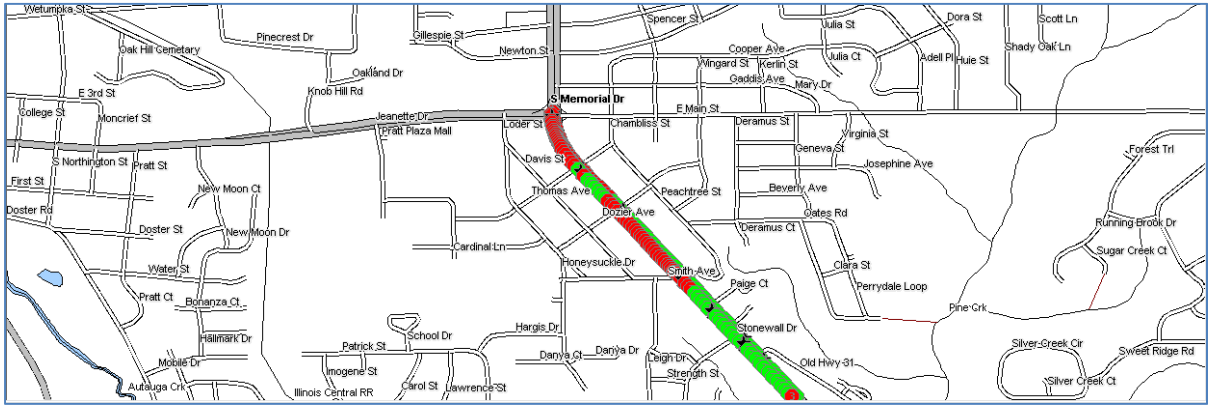 Wetumpka St
Spencer St
Julia St
Dora St
Scott Ln
Oak Hill Cemetary
Pinecrest Dr
Gillespie St
Newton St
Cooper Ave
Julia Ct
Adell Pl
Huie St
Shady Oak Ln
Oakland Dr
Wingard St
Kerlin St
Gaddis Ave
Mary Dr
Knob Hill Rd
E 3rd St
College St
Moncrief St
S Memorial Dr
E Main St
Jeanette Dr
Loder St
Chambliss St
Deramus St
Pratt Plaza Mall
Virginia St
Geneva St
Forest Trl
S Northington St
Pratt St
Davis St
Josephine Ave
First St
New Moon Ct
Thomas Ave
Peachtree St
Beverly Ave
Doster Rd
Dozier Ave
Oates Rd
Doster St
New Moon Dr
Deramus Ct
Running Brook Dr
Cardinal Ln
Sugar Creek Ct
Water St
Honeysuckle Dr
Smith Ave
Clara St
Paige Ct
Perrydale Loop
Pratt Ct
Bonanza Ct
Pine Crk
Hargis Dr
Stonewall Dr
Hallmark Dr
School Dr
Patrick St
Silver Creek Cir
Sweet Ridge Rd
Mobile Dr
Imogene St
Danya Ct
Danya Dr
Leigh Dr
Old Hwy 31
Strength St
Autauga Crk
Illinois Central RR
Carol St
Lawrence St
Silver Creek Ct